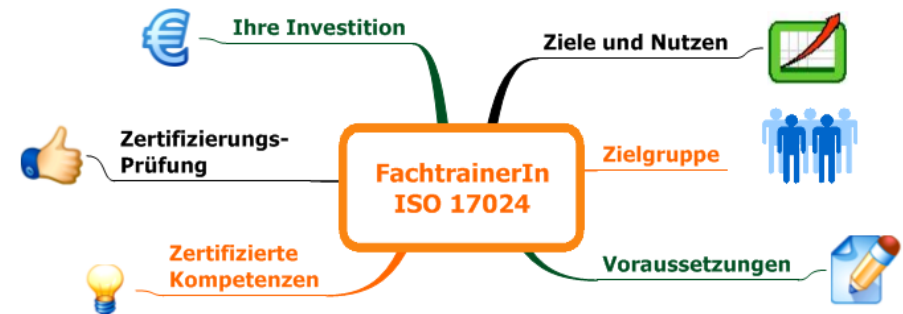 Ihre Investition
Ziele und Nutzen
Zertifizierungs-
Prüfung
FachtrainerIn
ISO 17024
Zielgruppe
Zertifizierte
Kompetenzen
Voraussetzungen